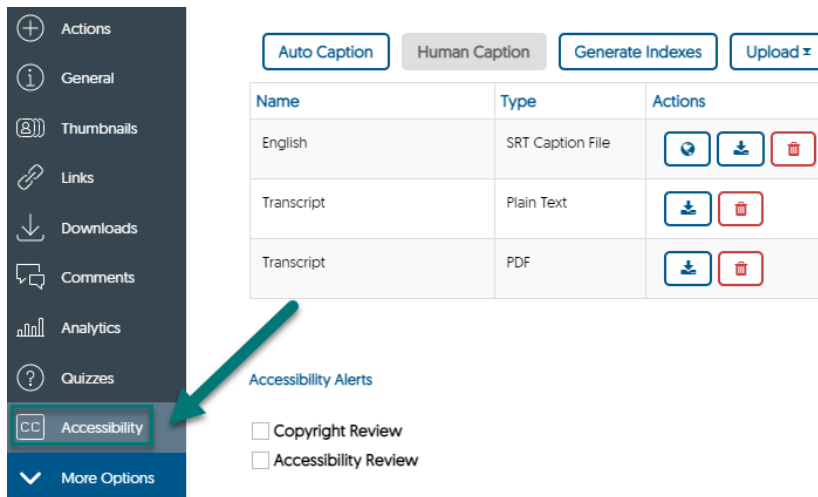 Actions
General
Thumbnails
Links
Downloads
Comments
Analytics
Quizzes
CC Accessibility
More Options
Auto Caption Human Caption Generate Indexes Upload
Name Type Actions
English SRT Caption File
Transcript Plain Text
Transcript PDF
Accessibility Alerts
Copyright Review
Accessibility Review